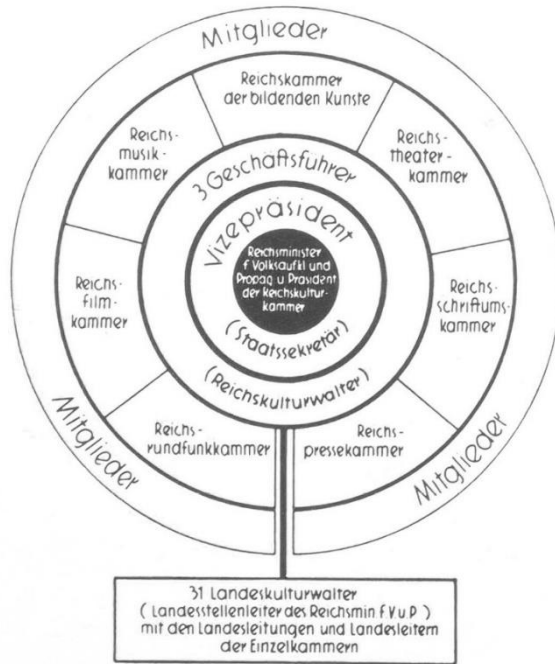 Mitglieder
Reichskammer
der bildenden Kunste
Reichs-
musik-
kammer
Reichs-
theater-
kammer
3 Geschäftsführer
Vizepräsident
Reichsminister
f Volksaufkl und
Propag u Präsident
der Reichskultur-
kammer
(Staatssekretär)
(Reichskulturwalter)
Reichs-
film-
kammer
Reichs-
schriftums-
kammer
Reichs-
rundfunkkammer
Reichs-
pressekammer
Mitglieder
Mitglieder
31 Landeskulturwalter
( Landesstellenleiter des Reichsmin f V u P )
mit den Landesleitungen und Landesleitern
der Einzelkammern